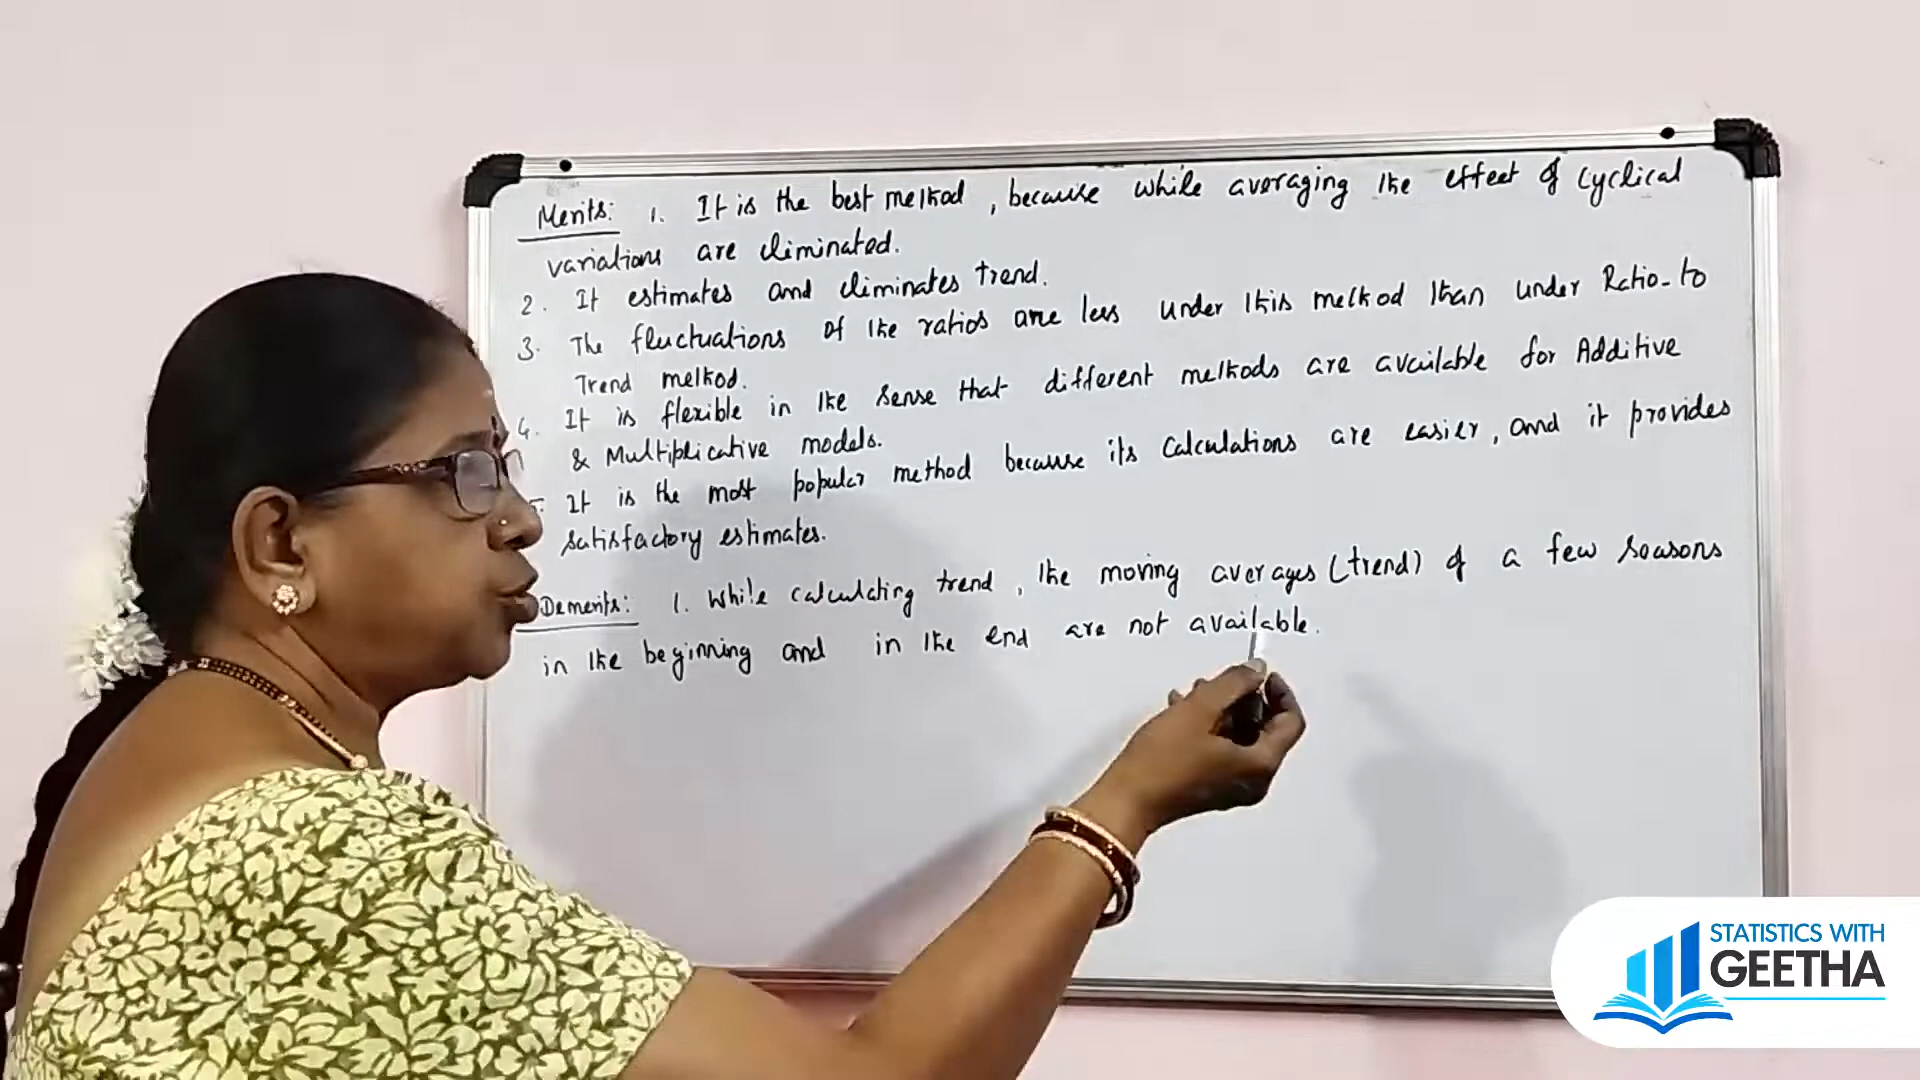 Merits: 1. It is the best method, because while averaging the effect of cyclical
variations are eliminated.
2. It estimates and eliminates trend.
3. The fluctuations of the ratios are less under this method than under Ratio-to
Trend method.
4. It is flexible in the sense that different methods are available for Additive
& Multiplicative models.
5. It is the most popular method because its calculations are easier, and it provides
satisfactory estimates.
Demerits: 1. While calculating trend, the moving averages (trend) of a few seasons
in the beginning and in the end are not available.
STATISTICS WITH
GEETHA